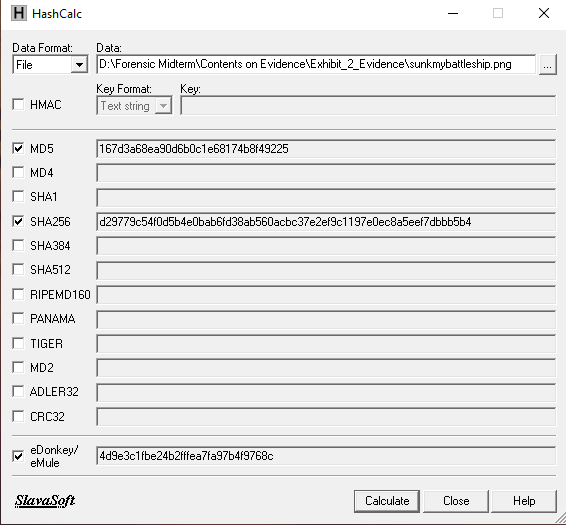 HashCalc
Data Format: Data:
File D:\Forensic Midterm\Contents on Evidence\Exhibit_2_Evidence\sunkmybattleship.png ...
Key Format: Key:
HMAC Text string
MD5 167d3a68ea90d6b0c1e68174b8f49225
MD4
SHA1
SHA256 d29779c54f0d5b4e0bab6fd38ab560acbc37e2ef9c1197e0ec8a5eef7dbbb5b4
SHA384
SHA512
RIPEMD160
PANAMA
TIGER
MD2
ADLER32
CRC32
eDonkey/
eMule 4d9e3c1fbe24b2fffea7fa97b4f9768c
SlavaSoft Calculate Close Help